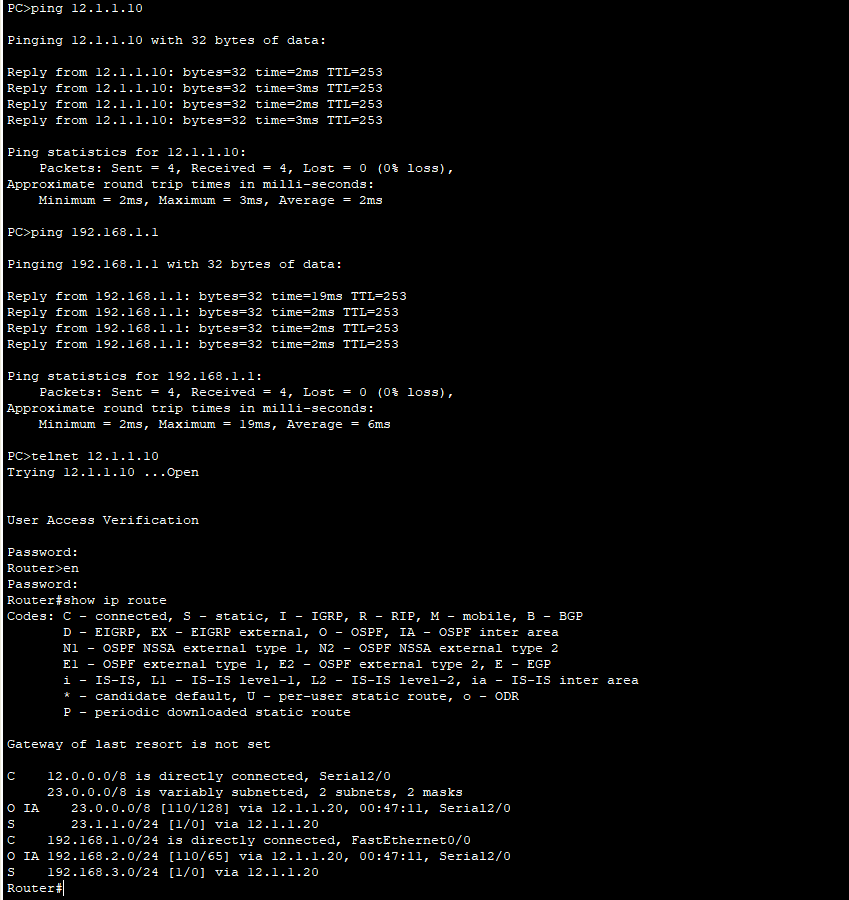 PC>ping 12.1.1.10
Pinging 12.1.1.10 with 32 bytes of data:
Reply from 12.1.1.10: bytes=32 time=2ms TTL=253
Reply from 12.1.1.10: bytes=32 time=3ms TTL=253
Reply from 12.1.1.10: bytes=32 time=2ms TTL=253
Reply from 12.1.1.10: bytes=32 time=3ms TTL=253
Ping statistics for 12.1.1.10:
    Packets: Sent = 4, Received = 4, Lost = 0 (0% loss),
Approximate round trip times in milli-seconds:
    Minimum = 2ms, Maximum = 3ms, Average = 2ms
PC>ping 192.168.1.1
Pinging 192.168.1.1 with 32 bytes of data:
Reply from 192.168.1.1: bytes=32 time=19ms TTL=253
Reply from 192.168.1.1: bytes=32 time=2ms TTL=253
Reply from 192.168.1.1: bytes=32 time=2ms TTL=253
Reply from 192.168.1.1: bytes=32 time=2ms TTL=253
Ping statistics for 192.168.1.1:
    Packets: Sent = 4, Received = 4, Lost = 0 (0% loss),
Approximate round trip times in milli-seconds:
    Minimum = 2ms, Maximum = 19ms, Average = 6ms
PC>telnet 12.1.1.10
Trying 12.1.1.10 ...Open
User Access Verification
Password:
Router>en
Password:
Router#show ip route
Codes: C - connected, S - static, I - IGRP, R - RIP, M - mobile, B - BGP
       D - EIGRP, EX - EIGRP external, O - OSPF, IA - OSPF inter area
       N1 - OSPF NSSA external type 1, N2 - OSPF NSSA external type 2
       E1 - OSPF external type 1, E2 - OSPF external type 2, E - EGP
       i - IS-IS, L1 - IS-IS level-1, L2 - IS-IS level-2, ia - IS-IS inter area
       * - candidate default, U - per-user static route, o - ODR
       P - periodic downloaded static route
Gateway of last resort is not set
C    12.0.0.0/8 is directly connected, Serial2/0
     23.0.0.0/8 is variably subnetted, 2 subnets, 2 masks
O IA    23.0.0.0/8 [110/128] via 12.1.1.20, 00:47:11, Serial2/0
S       23.1.1.0/24 [1/0] via 12.1.1.20
C    192.168.1.0/24 is directly connected, FastEthernet0/0
O IA 192.168.2.0/24 [110/65] via 12.1.1.20, 00:47:11, Serial2/0
S    192.168.3.0/24 [1/0] via 12.1.1.20
Router#